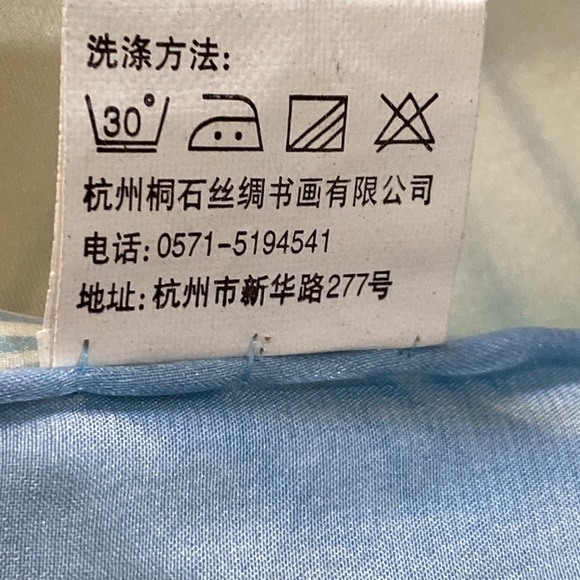 洗涤方法:
30°
杭州桐石丝绸书画有限公司
电话: 0571-5194541
地址: 杭州市新华路277号